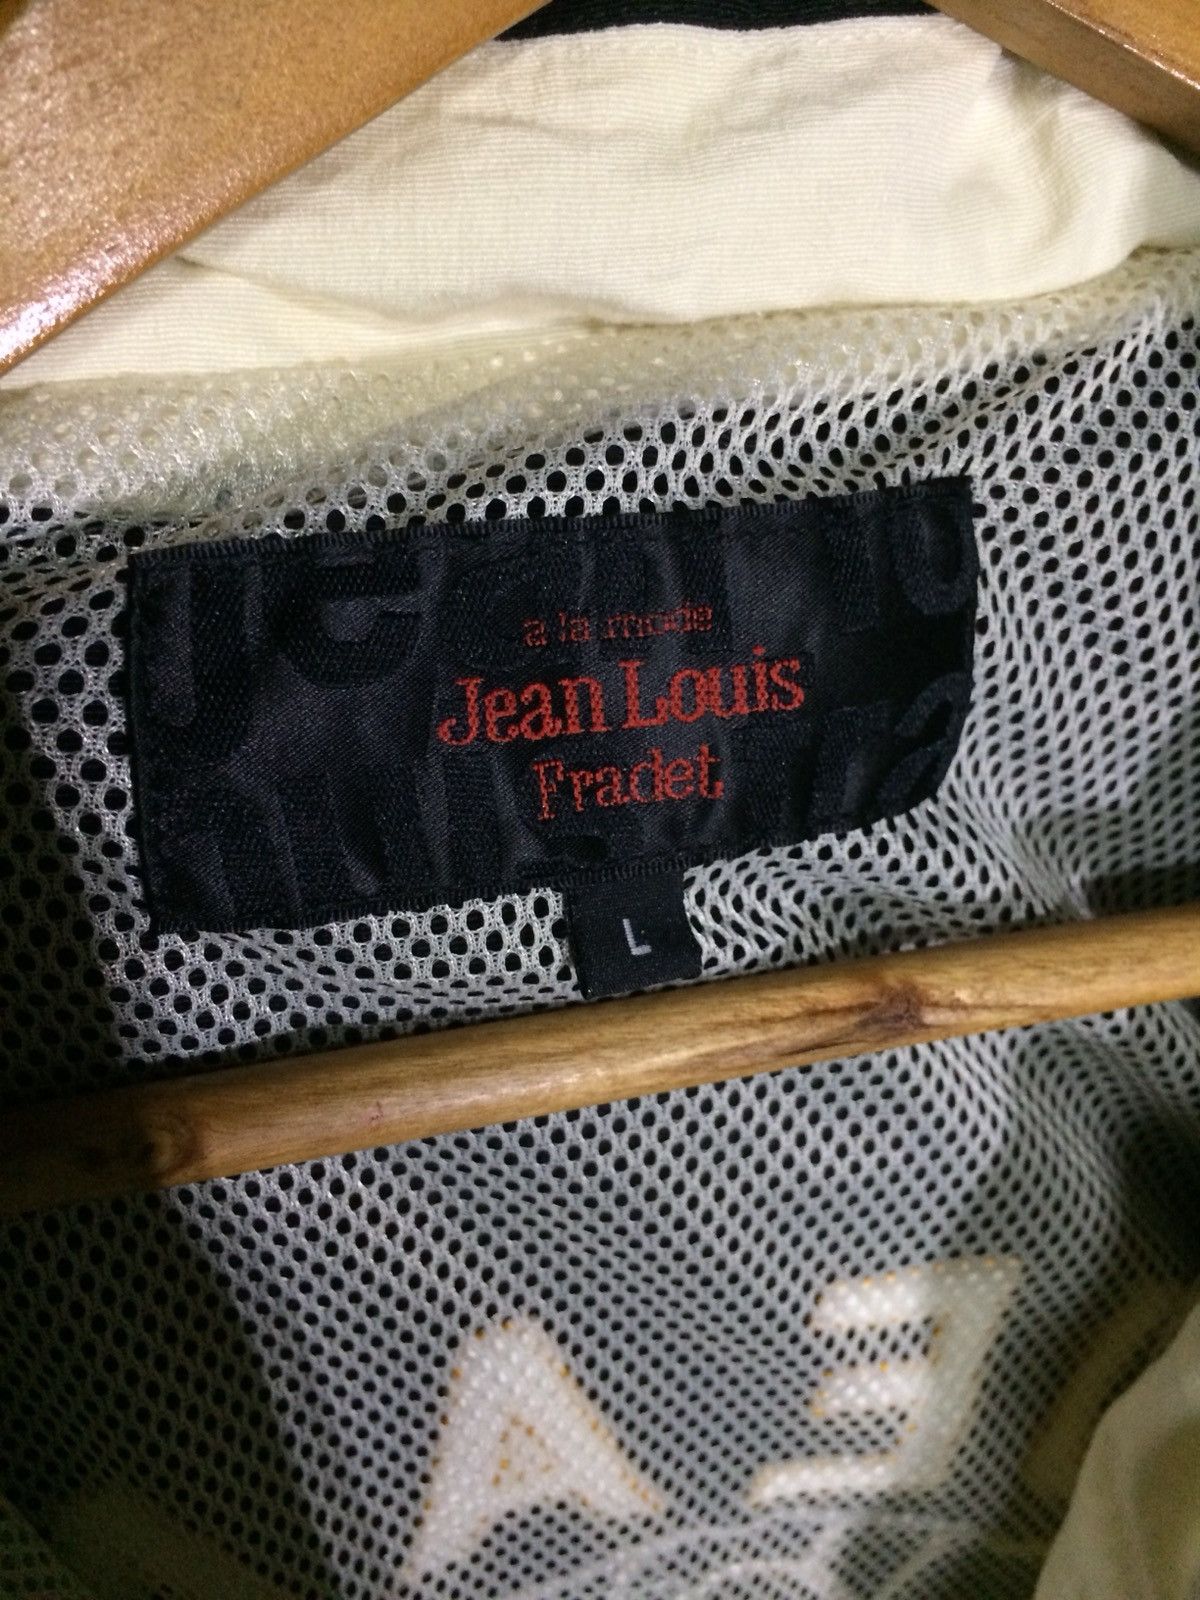 a la mode
Jean Louis
Fradet
L